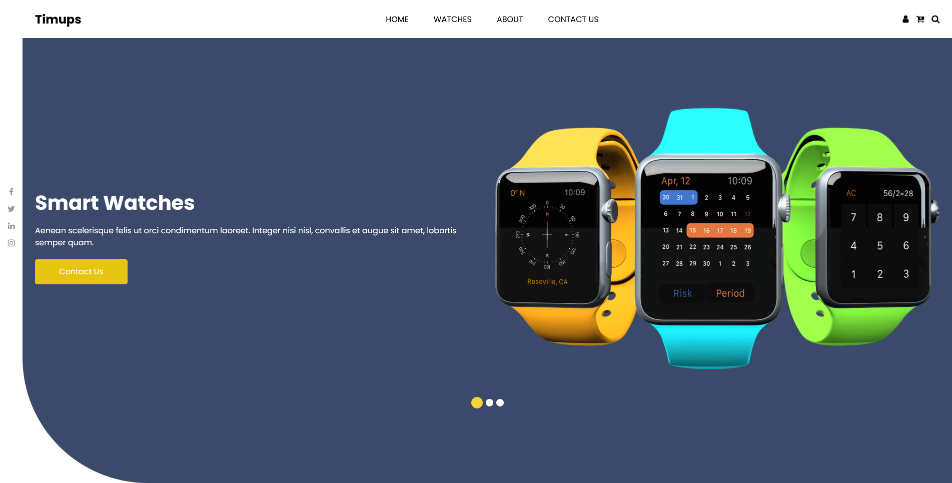 Timups
HOME WATCHES ABOUT CONTACT US
Smart Watches
Aenean scelerisque felis ut orci condimentum laoreet. Integer nisi nisl, convallis et augue sit amet, lobortis
semper quam.
Contact Us
0° N 10:09
Roseville, CA
Apr, 12 10:09
30 31 1 2 3 4 5
6 7 8 9 10 11 12
13 14 15 16 17 18 19
20 21 22 23 24 25 26
27 28 29 30 1 2 3
Risk Period
AC 56/2=28
7 8 9
4 5 6
1 2 3